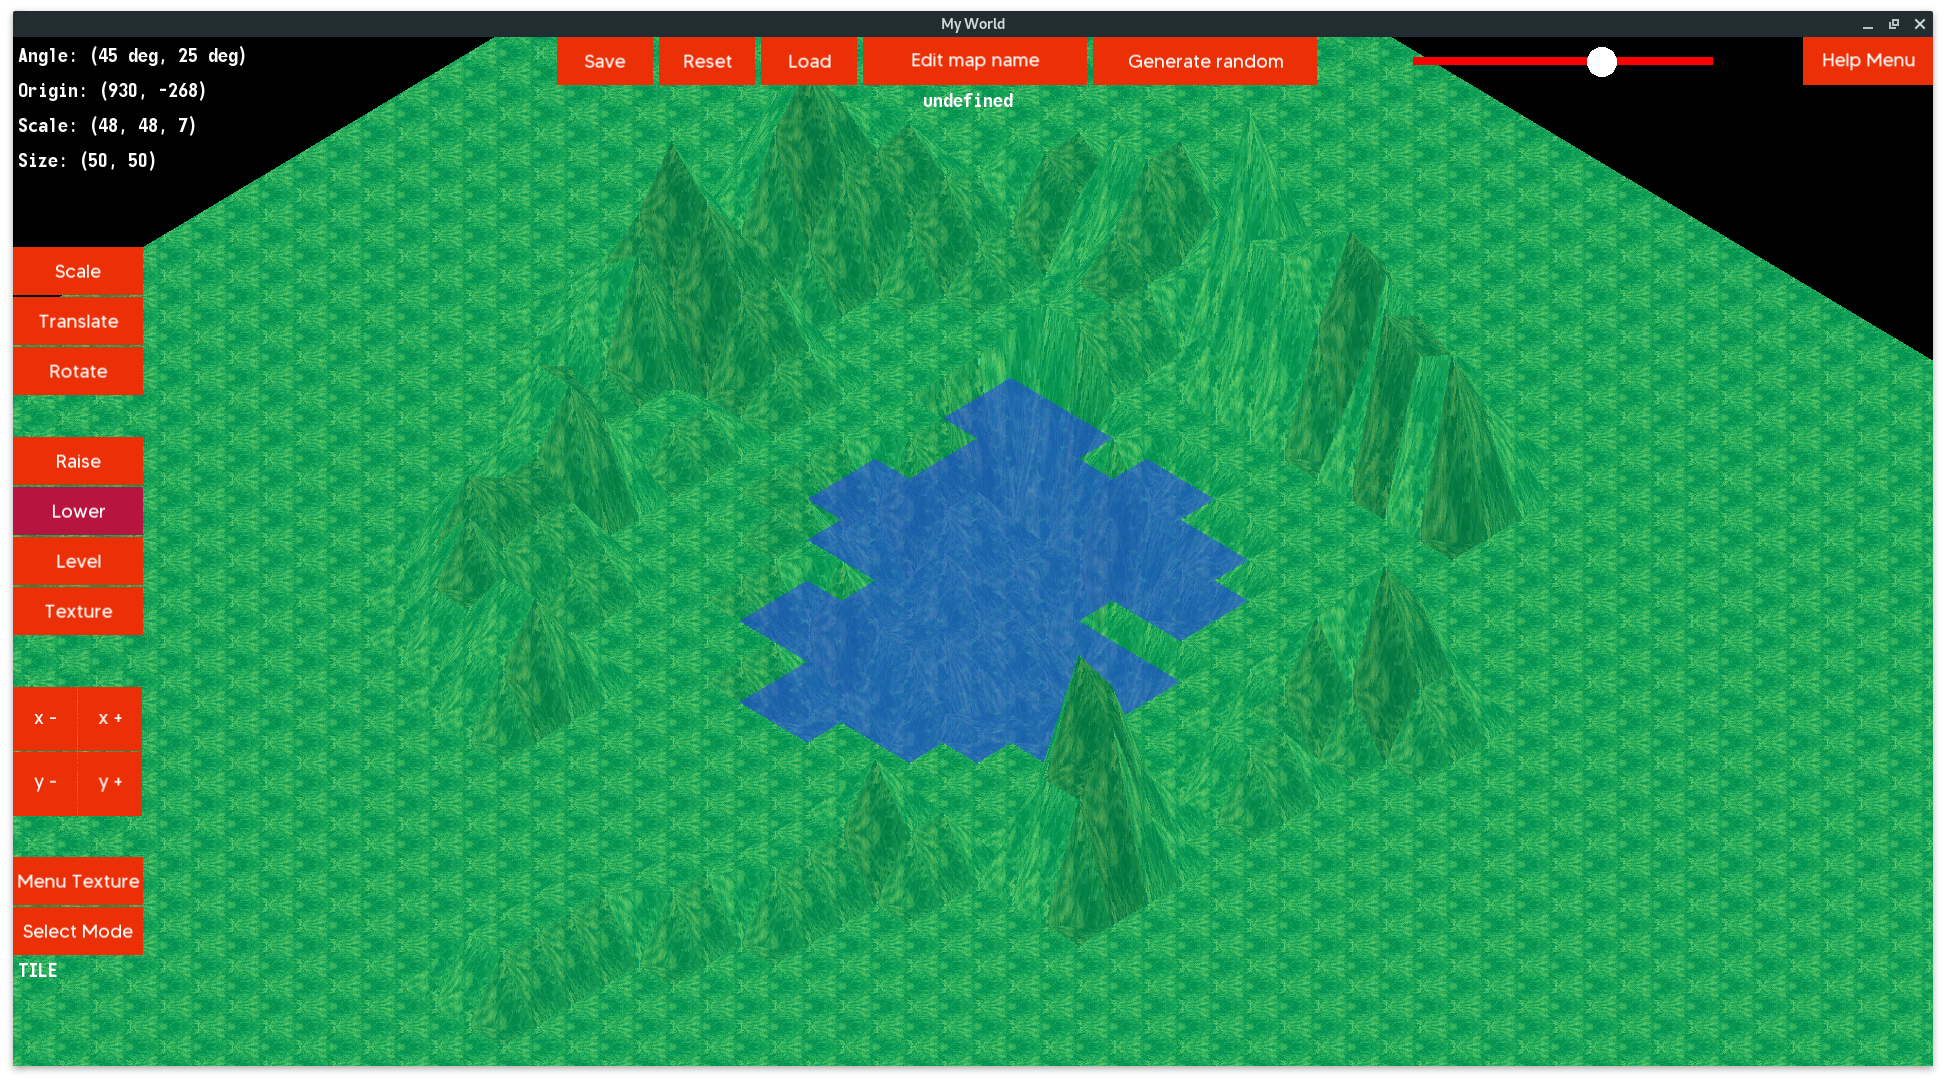 My World
Angle: (45 deg, 25 deg)
Origin: (930, -268)
Scale: (48, 48, 7)
Size: (50, 50)
Save
Reset
Load
Edit map name
Generate random
Help Menu
undefined
Scale
Translate
Rotate
Raise
Lower
Level
Texture
x - x +
y - y +
Menu Texture
Select Mode
TILE